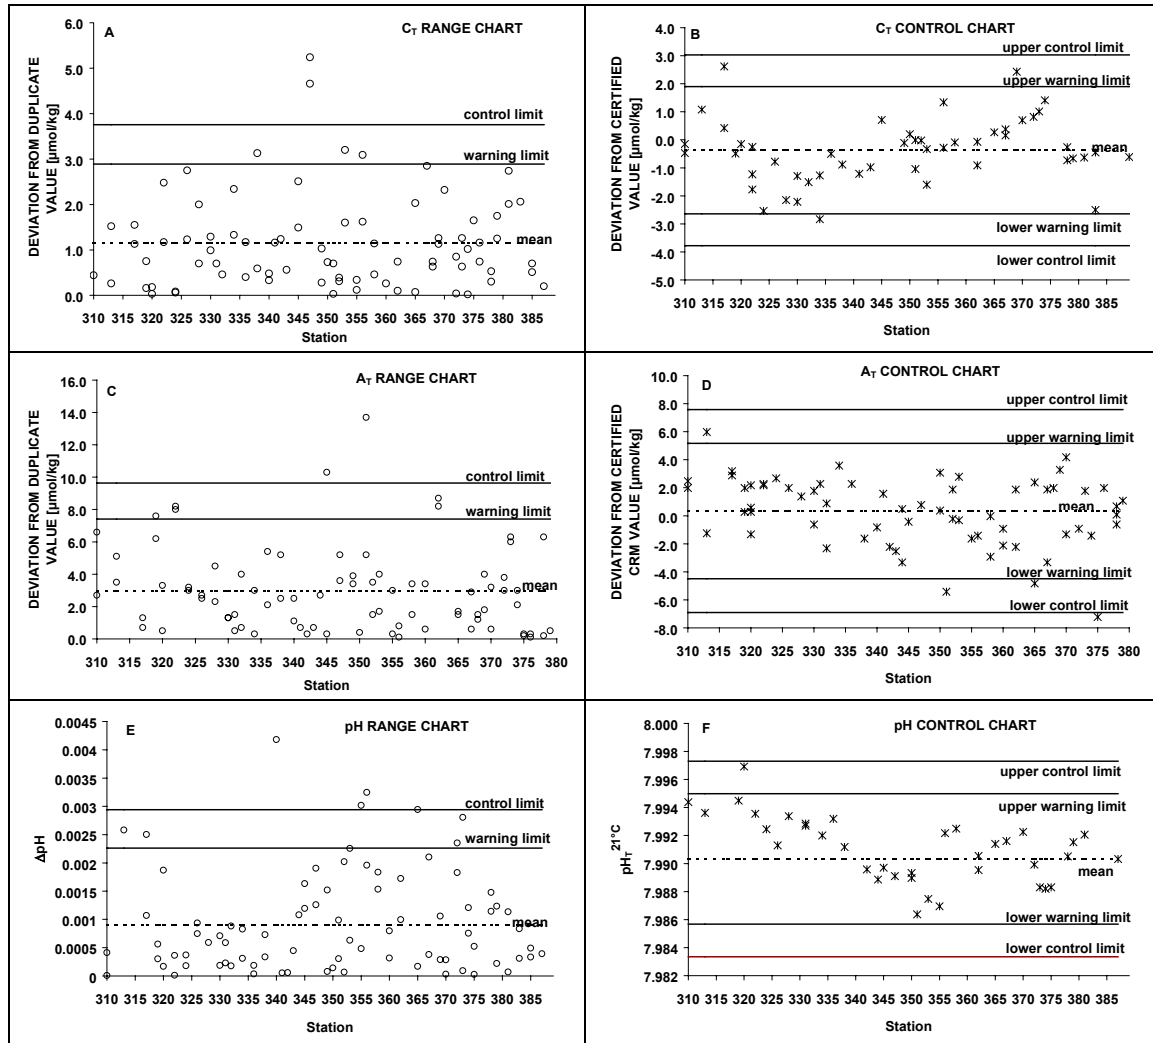 A
C_T RANGE CHART
DEVIATION FROM DUPLICATE
VALUE [µmol/kg]
6.0
5.0
4.0
3.0
2.0
1.0
0.0
control limit
warning limit
mean
310 315 320 325 330 335 340 345 350 355 360 365 370 375 380 385
Station
B
C_T CONTROL CHART
DEVIATION FROM CERTIFIED
VALUE [µmol/kg]
4.0
3.0
2.0
1.0
0.0
-1.0
-2.0
-3.0
-4.0
-5.0
upper control limit
upper warning limit
mean
lower warning limit
lower control limit
310 315 320 325 330 335 340 345 350 355 360 365 370 375 380 385
Station
C
A_T RANGE CHART
DEVIATION FROM DUPLICATE
VALUE [µmol/kg]
16.0
14.0
12.0
10.0
8.0
6.0
4.0
2.0
0.0
control limit
warning limit
mean
310 315 320 325 330 335 340 345 350 355 360 365 370 375 380
Station
D
A_T CONTROL CHART
DEVIATION FROM CERTIFIED
CRM VALUE [µmol/kg]
10.0
8.0
6.0
4.0
2.0
0.0
-2.0
-4.0
-6.0
-8.0
upper control limit
upper warning limit
mean
lower warning limit
lower control limit
310 315 320 325 330 335 340 345 350 355 360 365 370 375 380
Station
E
pH RANGE CHART
ΔpH
0.0045
0.004
0.0035
0.003
0.0025
0.002
0.0015
0.001
0.0005
0
control limit
warning limit
mean
310 315 320 325 330 335 340 345 350 355 360 365 370 375 380 385
Station
F
pH CONTROL CHART
pH_T 21°C
8.000
7.998
7.996
7.994
7.992
7.990
7.988
7.986
7.984
7.982
upper control limit
upper warning limit
mean
lower warning limit
lower control limit
310 315 320 325 330 335 340 345 350 355 360 365 370 375 380 385
Station